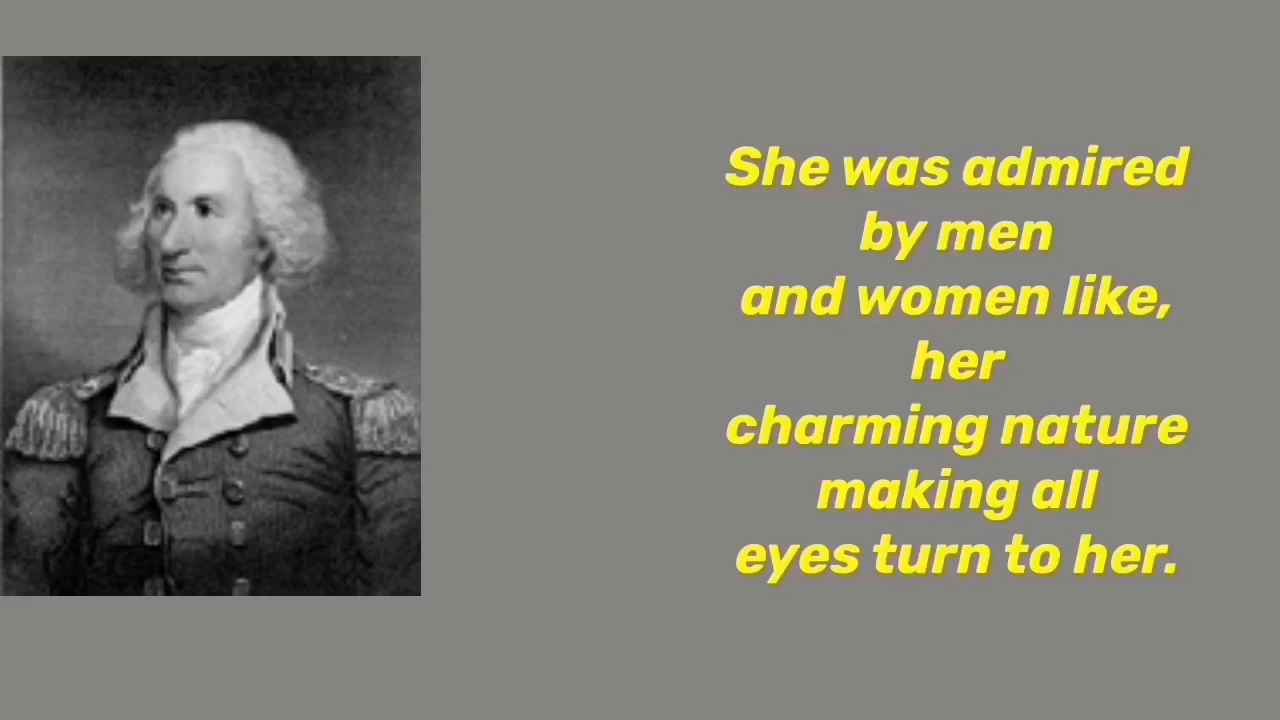 She was admired
by men
and women like,
her
charming nature
making all
eyes turn to her.